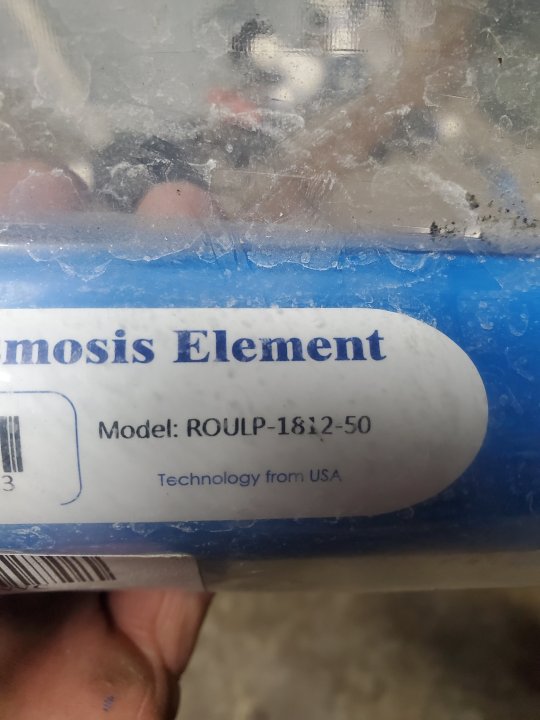 mosis Element
Model: ROULP-1812-50
3
Technology from USA